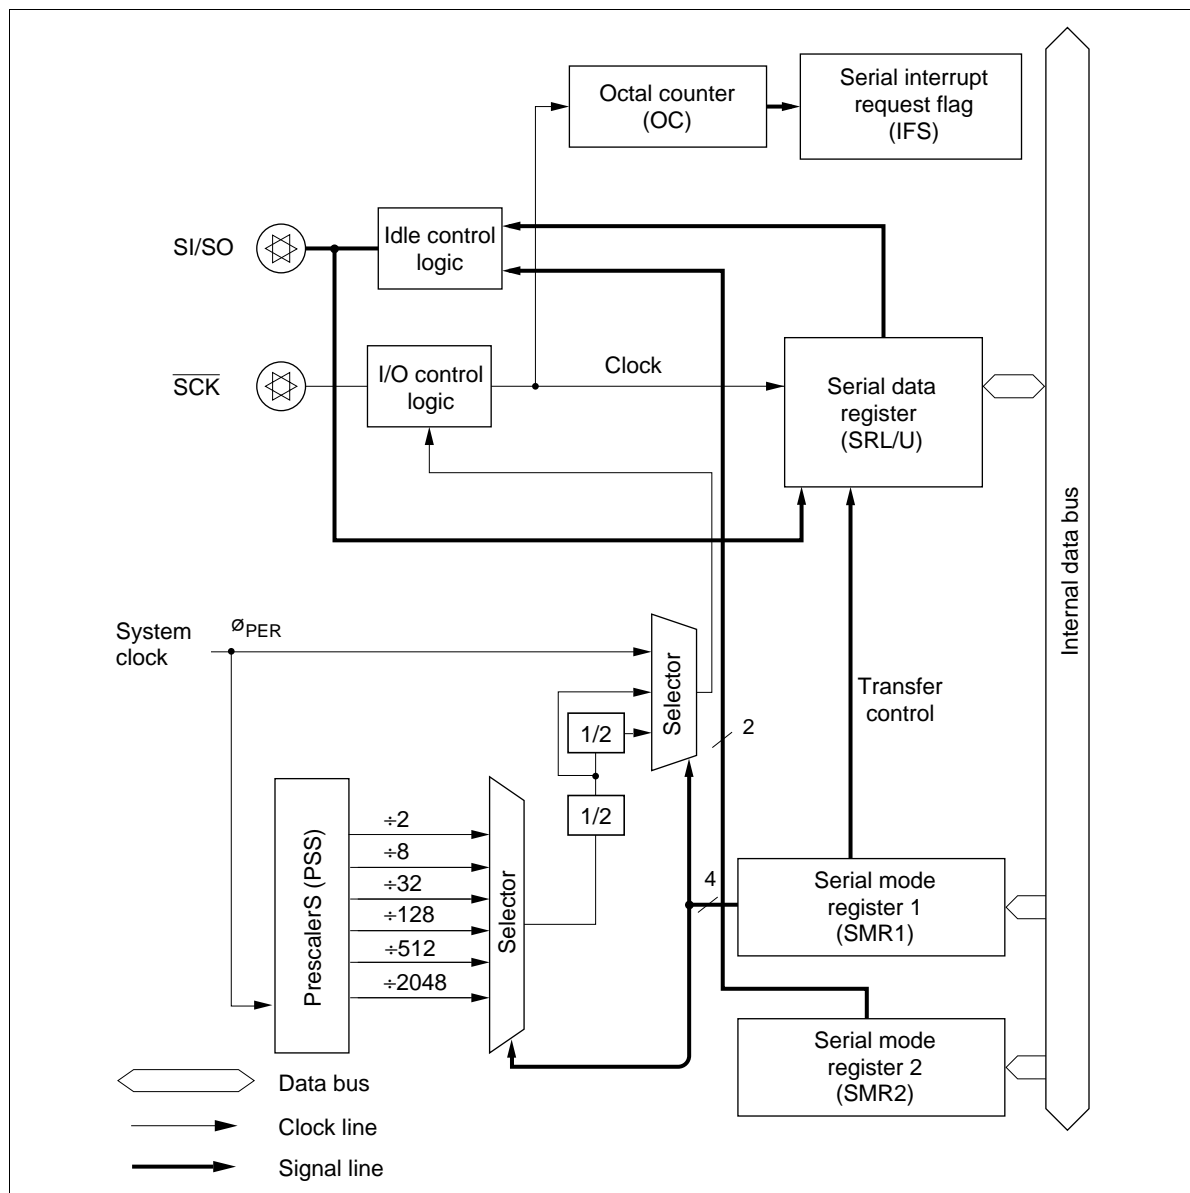 Octal counter
(OC)
Serial interrupt
request flag
(IFS)
SI/SO
Idle control
logic
SCK
I/O control
logic
Clock
Serial data
register
(SRL/U)
Internal data bus
System
clock
øPER
Selector
Transfer
control
1/2
2
1/2
PrescalerS (PSS)
÷2
÷8
÷32
÷128
÷512
÷2048
Selector
4
Serial mode
register 1
(SMR1)
Serial mode
register 2
(SMR2)
Data bus
Clock line
Signal line